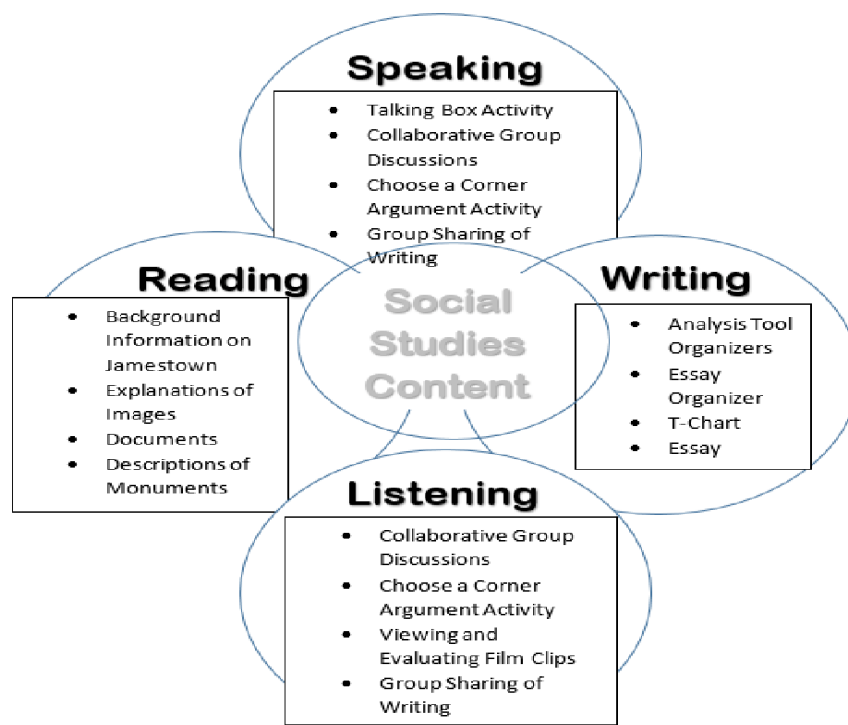 Speaking
• Talking Box Activity
• Collaborative Group
Discussions
• Choose a Corner
Argument Activity
• Group Sharing of
Writing
Reading
• Background
Information on
Jamestown
• Explanations of
Images
• Documents
• Descriptions of
Monuments
Social
Studies
Content
Writing
• Analysis Tool
Organizers
• Essay
Organizer
• T-Chart
• Essay
Listening
• Collaborative Group
Discussions
• Choose a Corner
Argument Activity
• Viewing and
Evaluating Film Clips
• Group Sharing of
Writing